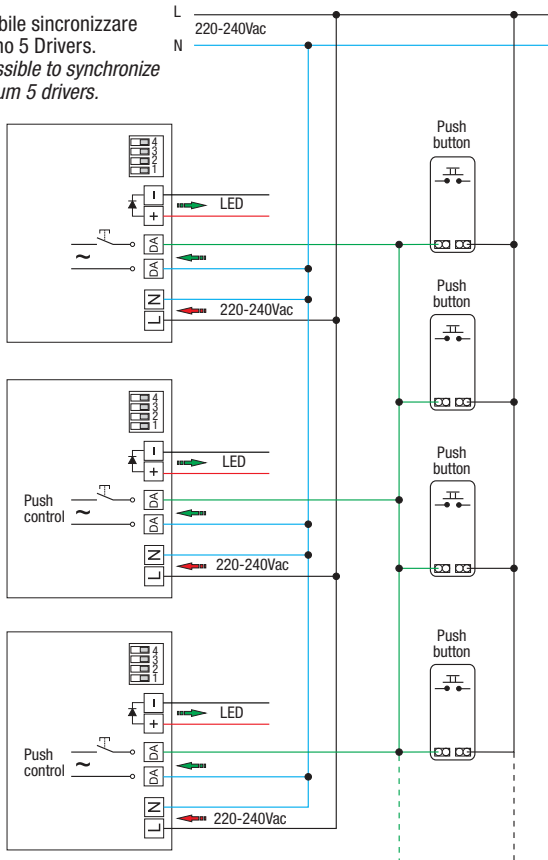 bile sincronizzare
no 5 Drivers.
ssible to synchronize
um 5 drivers.
L
220-240Vac
N
4
3
2
1
−
+
LED
DA
DA
~
N
L
220-240Vac
Push
button
Push
button
4
3
2
1
−
+
LED
Push
control
~
DA
DA
N
L
220-240Vac
Push
button
4
3
2
1
−
+
LED
Push
control
~
DA
DA
N
L
220-240Vac
Push
button